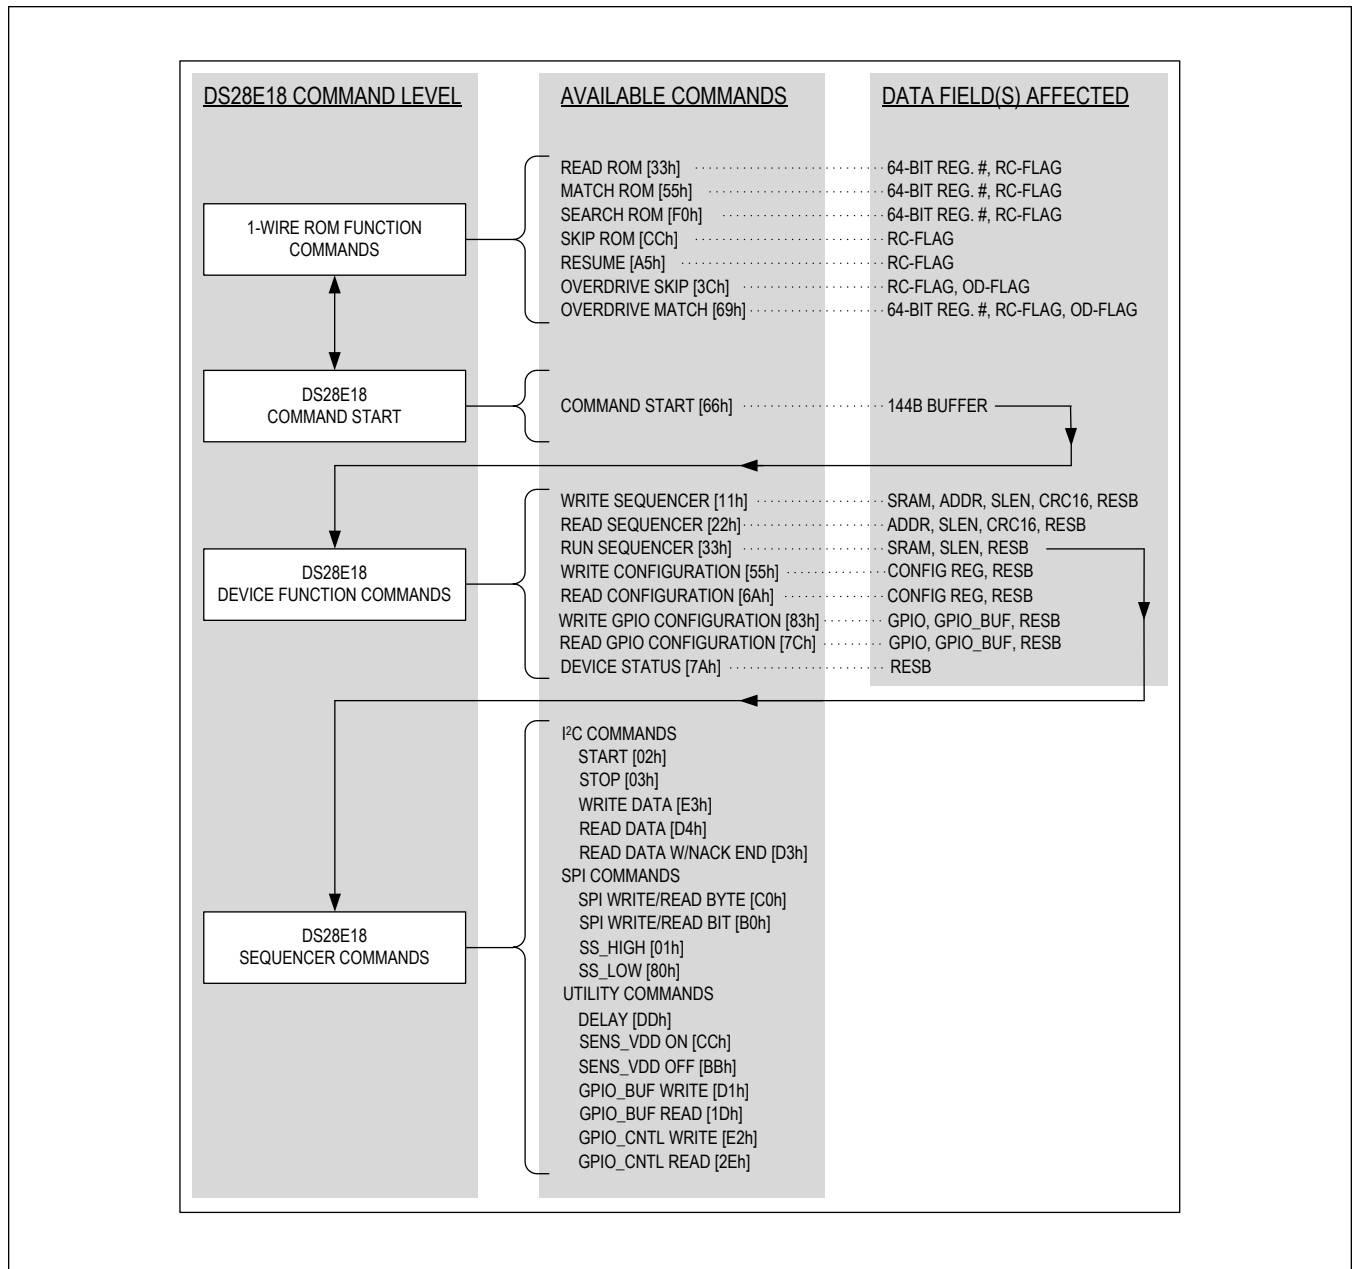 DS28E18 COMMAND LEVEL
AVAILABLE COMMANDS
DATA FIELD(S) AFFECTED
1-WIRE ROM FUNCTION
COMMANDS
READ ROM [33h] 64-BIT REG. #, RC-FLAG
MATCH ROM [55h] 64-BIT REG. #, RC-FLAG
SEARCH ROM [F0h] 64-BIT REG. #, RC-FLAG
SKIP ROM [CCh] RC-FLAG
RESUME [A5h] RC-FLAG
OVERDRIVE SKIP [3Ch] RC-FLAG, OD-FLAG
OVERDRIVE MATCH [69h] 64-BIT REG. #, RC-FLAG, OD-FLAG
DS28E18
COMMAND START
COMMAND START [66h] 144B BUFFER
DS28E18
DEVICE FUNCTION COMMANDS
WRITE SEQUENCER [11h] SRAM, ADDR, SLEN, CRC16, RESB
READ SEQUENCER [22h] ADDR, SLEN, CRC16, RESB
RUN SEQUENCER [33h] SRAM, SLEN, RESB
WRITE CONFIGURATION [55h] CONFIG REG, RESB
READ CONFIGURATION [6Ah] CONFIG REG, RESB
WRITE GPIO CONFIGURATION [83h] GPIO, GPIO_BUF, RESB
READ GPIO CONFIGURATION [7Ch] GPIO, GPIO_BUF, RESB
DEVICE STATUS [7Ah] RESB
DS28E18
SEQUENCER COMMANDS
I²C COMMANDS
START [02h]
STOP [03h]
WRITE DATA [E3h]
READ DATA [D4h]
READ DATA W/NACK END [D3h]
SPI COMMANDS
SPI WRITE/READ BYTE [C0h]
SPI WRITE/READ BIT [B0h]
SS_HIGH [01h]
SS_LOW [80h]
UTILITY COMMANDS
DELAY [DDh]
SENS_VDD ON [CCh]
SENS_VDD OFF [BBh]
GPIO_BUF WRITE [D1h]
GPIO_BUF READ [1Dh]
GPIO_CNTL WRITE [E2h]
GPIO_CNTL READ [2Eh]